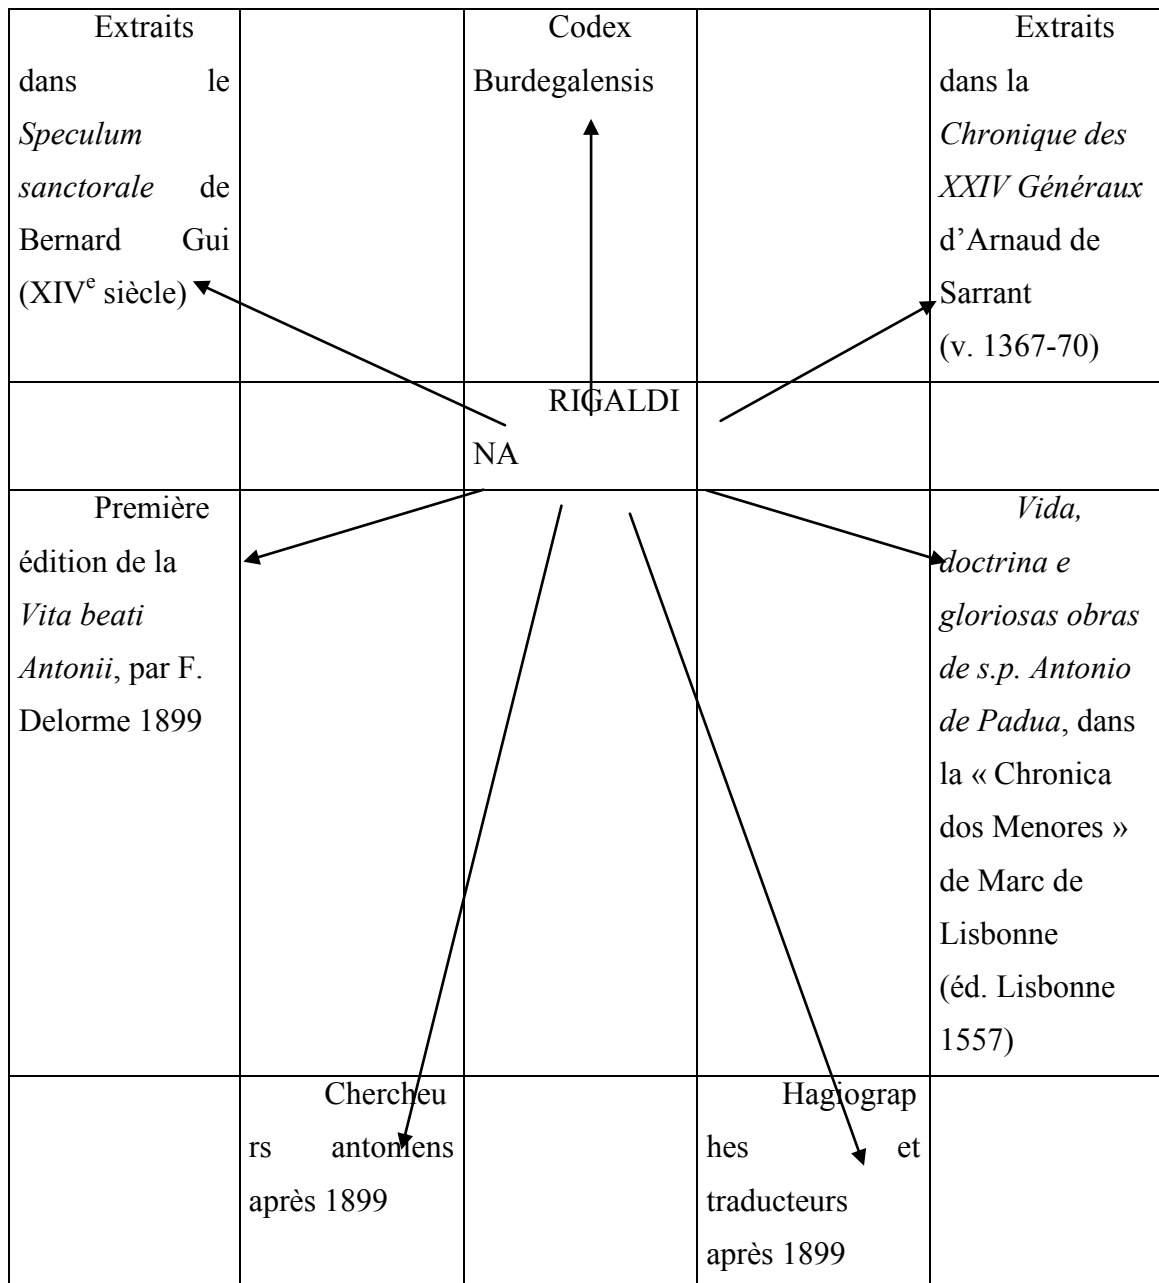 Extraits
dans le
Speculum
sanctorale de
Bernard Gui
(XIVe siècle)
Codex
Burdegalensis
Extraits
dans la
Chronique des
XXIV Généraux
d’Arnaud de
Sarrant
(v. 1367-70)
RIGALDI
NA
Première
édition de la
Vita beati
Antonii, par F.
Delorme 1899
Vida,
doctrina e
gloriosas obras
de s.p. Antonio
de Padua, dans
la « Chronica
dos Menores »
de Marc de
Lisbonne
(éd. Lisbonne
1557)
Chercheu
rs antoniens
après 1899
Hagiograp
hes et
traducteurs
après 1899